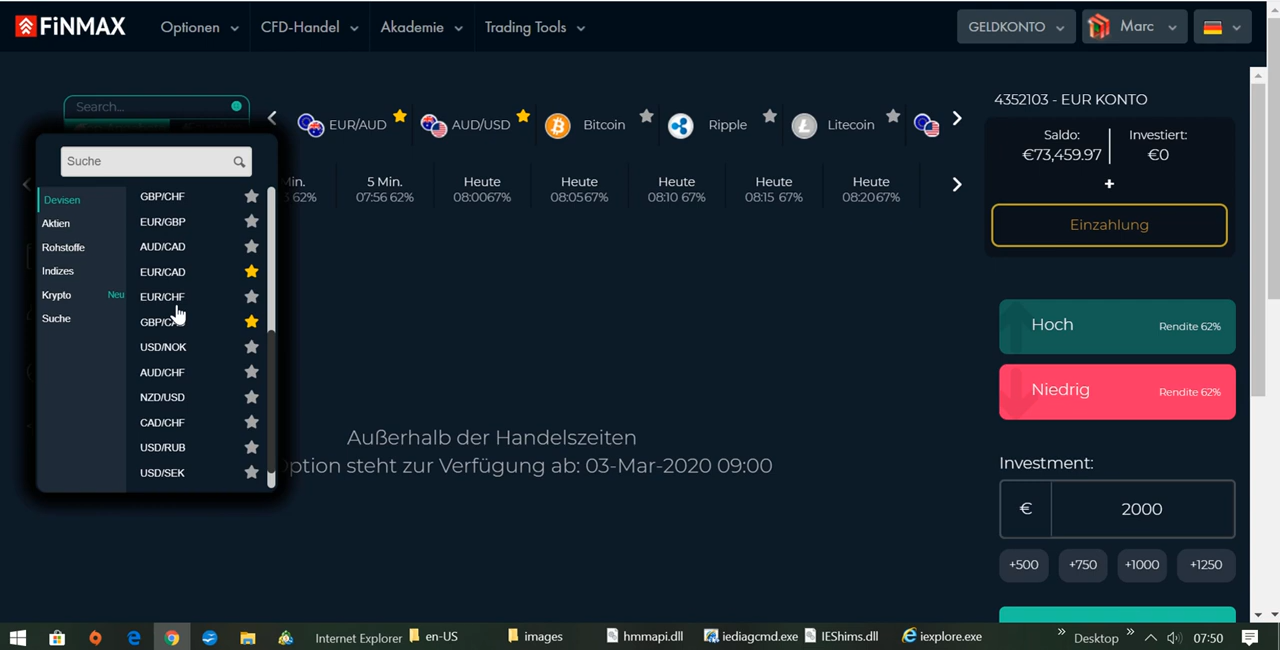 FiNMAX
Optionen
CFD-Handel
Akademie
Trading Tools
GELDKONTO
Marc
Search...
EUR/AUD
AUD/USD
Bitcoin
Ripple
Litecoin
4352103 - EUR KONTO
Saldo:
€73,459.97
Investiert:
€0
+
Einzahlung
Min.
62%
5 Min.
07:56 62%
Heute
08:0067%
Heute
08:0567%
Heute
08:10 67%
Heute
08:15 67%
Heute
08:2067%
Suche
Devisen
Aktien
Rohstoffe
Indizes
Krypto Neu
Suche
GBP/CHF
EUR/GBP
AUD/CAD
EUR/CAD
EUR/CHF
USD/NOK
AUD/CHF
NZD/USD
CAD/CHF
USD/RUB
USD/SEK
Außerhalb der Handelszeiten
steht zur Verfügung ab: 03-Mar-2020 09:00
Hoch Rendite 62%
Niedrig Rendite 62%
Investment:
€ 2000
+500 +750 +1000 +1250
Internet Explorer
en-US
images
hmmapi.dll
iediagcmd.exe
IEShims.dll
iexplore.exe
» Desktop »
07:50